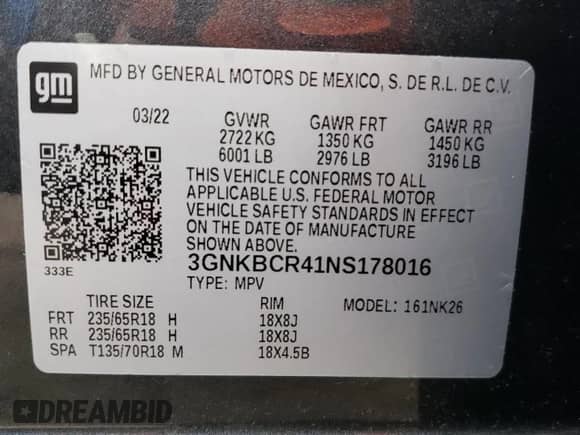 gm
MFD BY GENERAL MOTORS DE MEXICO, S. DE R.L. DE C.V.
03/22 GVWR GAWR FRT GAWR RR
2722 KG 1350 KG 1450 KG
6001 LB 2976 LB 3196 LB
THIS VEHICLE CONFORMS TO ALL
APPLICABLE U.S. FEDERAL MOTOR
VEHICLE SAFETY STANDARDS IN EFFECT
ON THE DATE OF MANUFACTURE
SHOWN ABOVE.
333E
3GNKBCR41NS178016
TYPE: MPV
TIRE SIZE RIM MODEL: 161NK26
FRT 235/65R18 H 18X8J
RR 235/65R18 H 18X8J
SPA T135/70R18 M 18X4.5B
DREAMBID